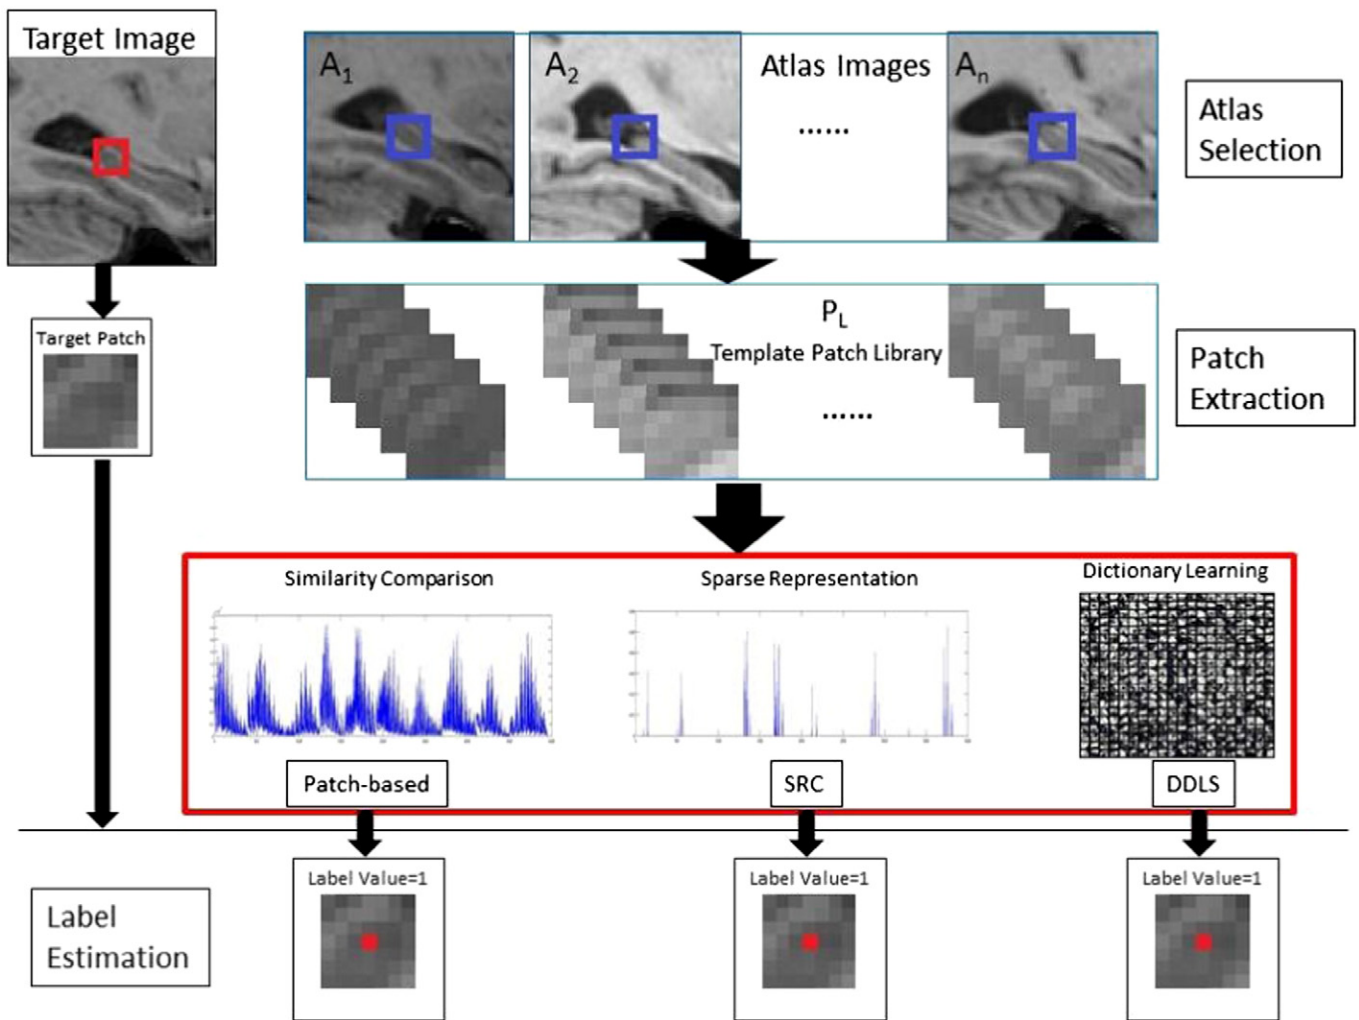 Target Image
A1
A2
Atlas Images
......
An
Atlas
Selection
Target Patch
PL
Template Patch Library
......
Patch
Extraction
Similarity Comparison
Sparse Representation
Dictionary Learning
Patch-based
SRC
DDLS
Label
Estimation
Label Value=1
Label Value=1
Label Value=1